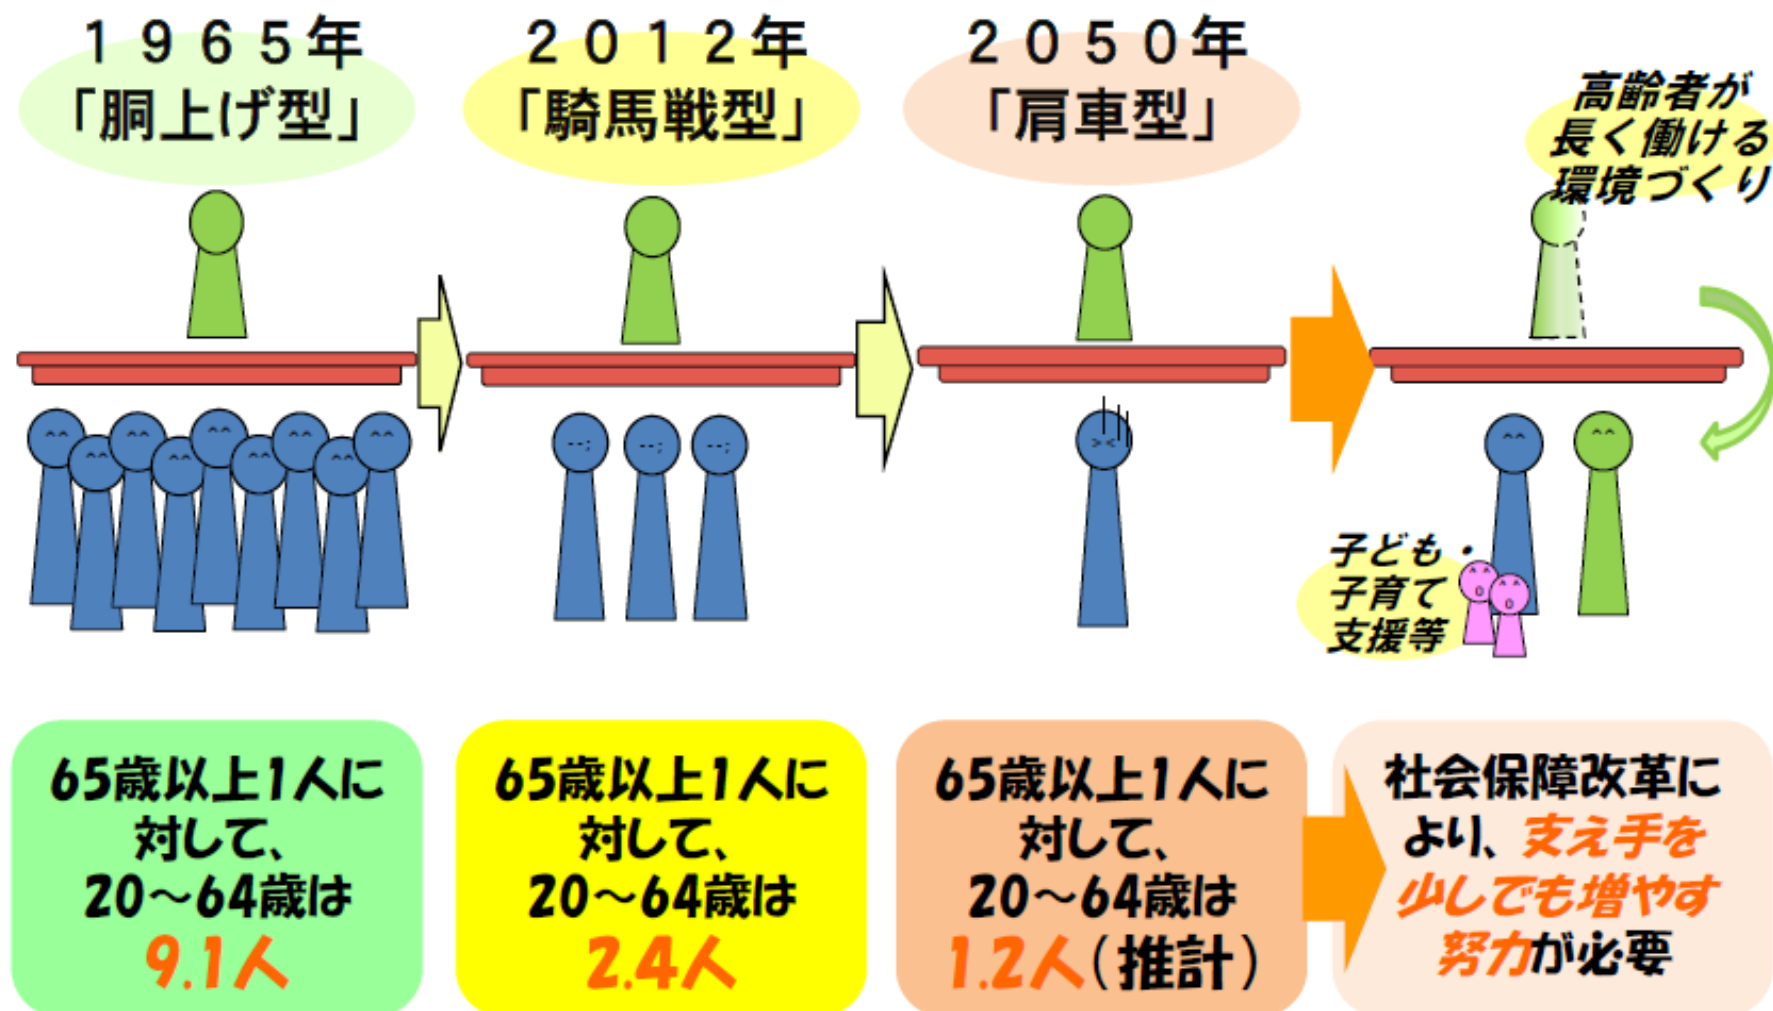 １９６５年
「胴上げ型」
２０１２年
「騎馬戦型」
２０５０年
「肩車型」
高齢者が
長く働ける
環境づくり
子ども・
子育て
支援等
65歳以上1人に
対して、
20～64歳は
9.1人
65歳以上1人に
対して、
20～64歳は
2.4人
65歳以上1人に
対して、
20～64歳は
1.2人（推計）
社会保障改革に
より、支え手を
少しでも増やす
努力が必要